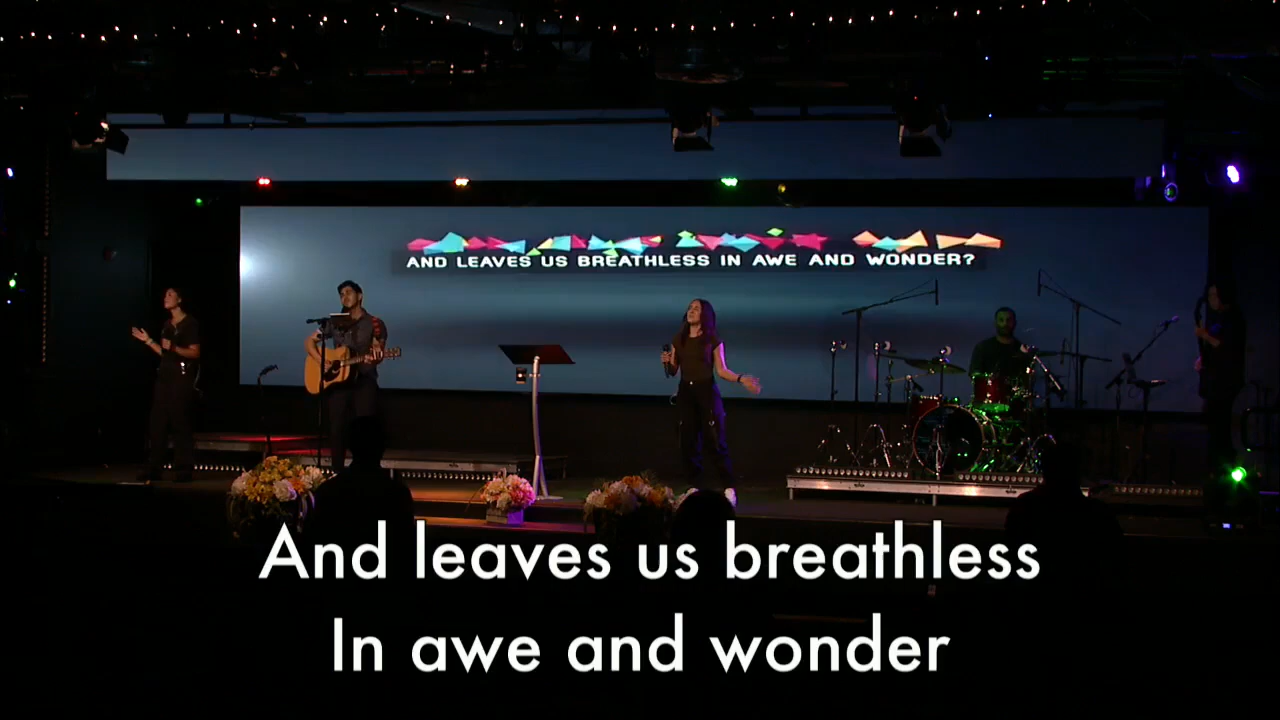 AND LEAVES US BREATHLESS IN AWE AND WONDER?
And leaves us breathless
In awe and wonder